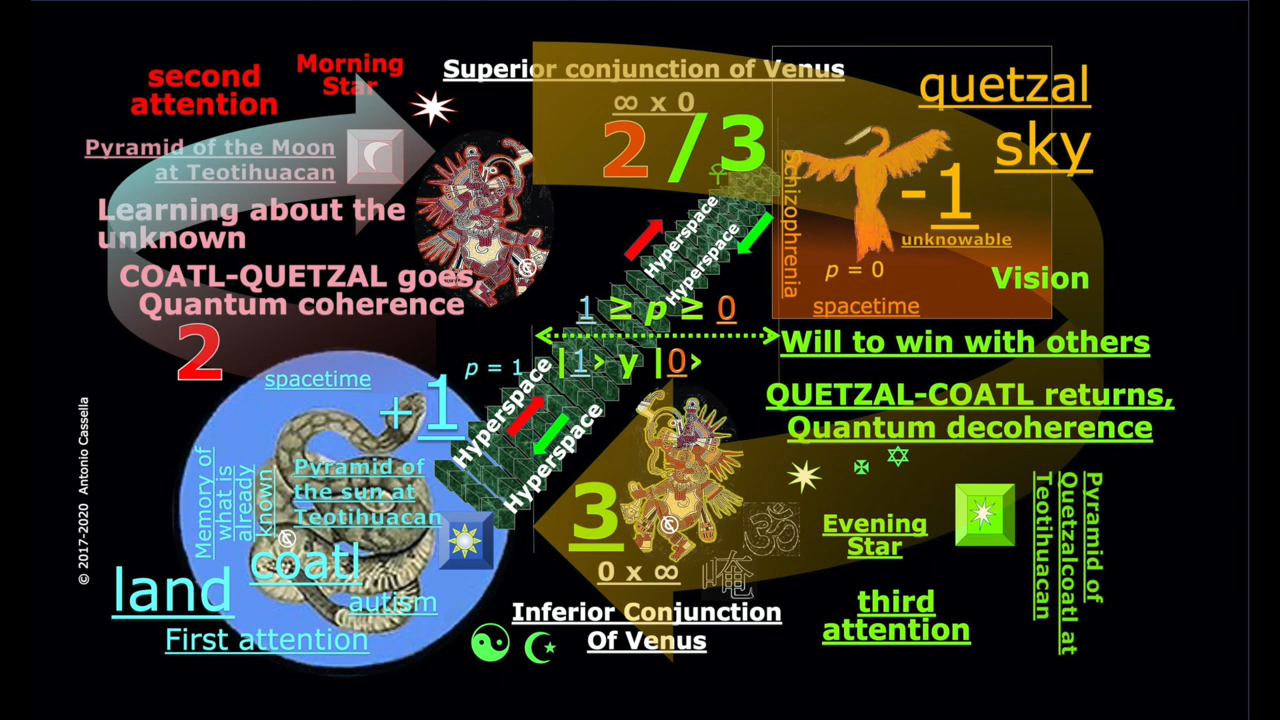 second
attention
Morning
Star
Superior conjunction of Venus
∞ x 0
2/3
quetzal
sky
Pyramid of the Moon
at Teotihuacan
Learning about the
unknown
COATL-QUETZAL goes,
Quantum coherence
2
Hyperspace
Hyperspace
Schizophrenia
-1
unknowable
p = 0
spacetime
Vision
1 ≥ p ≥ 0
|1› y |0›
p = 1
Will to win with others
QUETZAL-COATL returns,
Quantum decoherence
spacetime
+1
Hyperspace
Hyperspace
Memory of
what is
already
known
Pyramid of
the sun at
Teotihuacan
©
©
©
coatl
land
autism
First attention
3
0 x ∞
ॐ
唵
Inferior Conjunction
Of Venus
Evening
Star
third
attention
Pyramid of
Quetzalcoatl at
Teotihuacan
© 2017-2020 Antonio Cassella